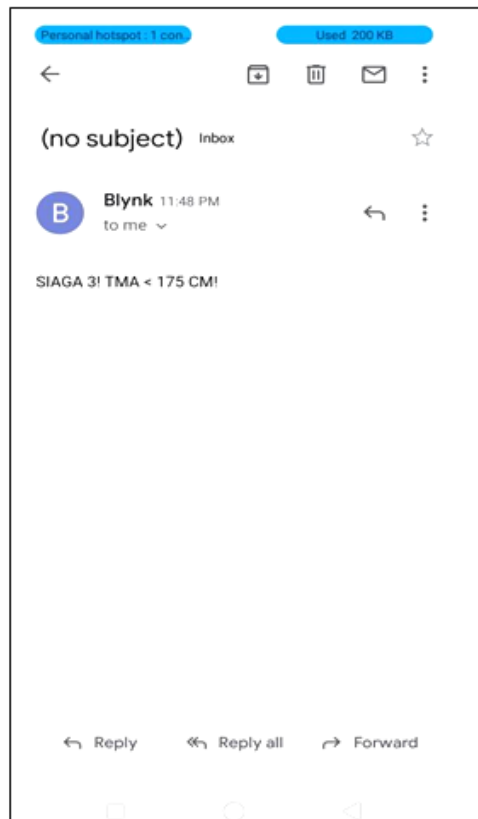 Personal hotspot : 1 con..
Used 200 KB
(no subject) Inbox
B
Blynk 11:48 PM
to me
SIAGA 3! TMA < 175 CM!
Reply
Reply all
Forward